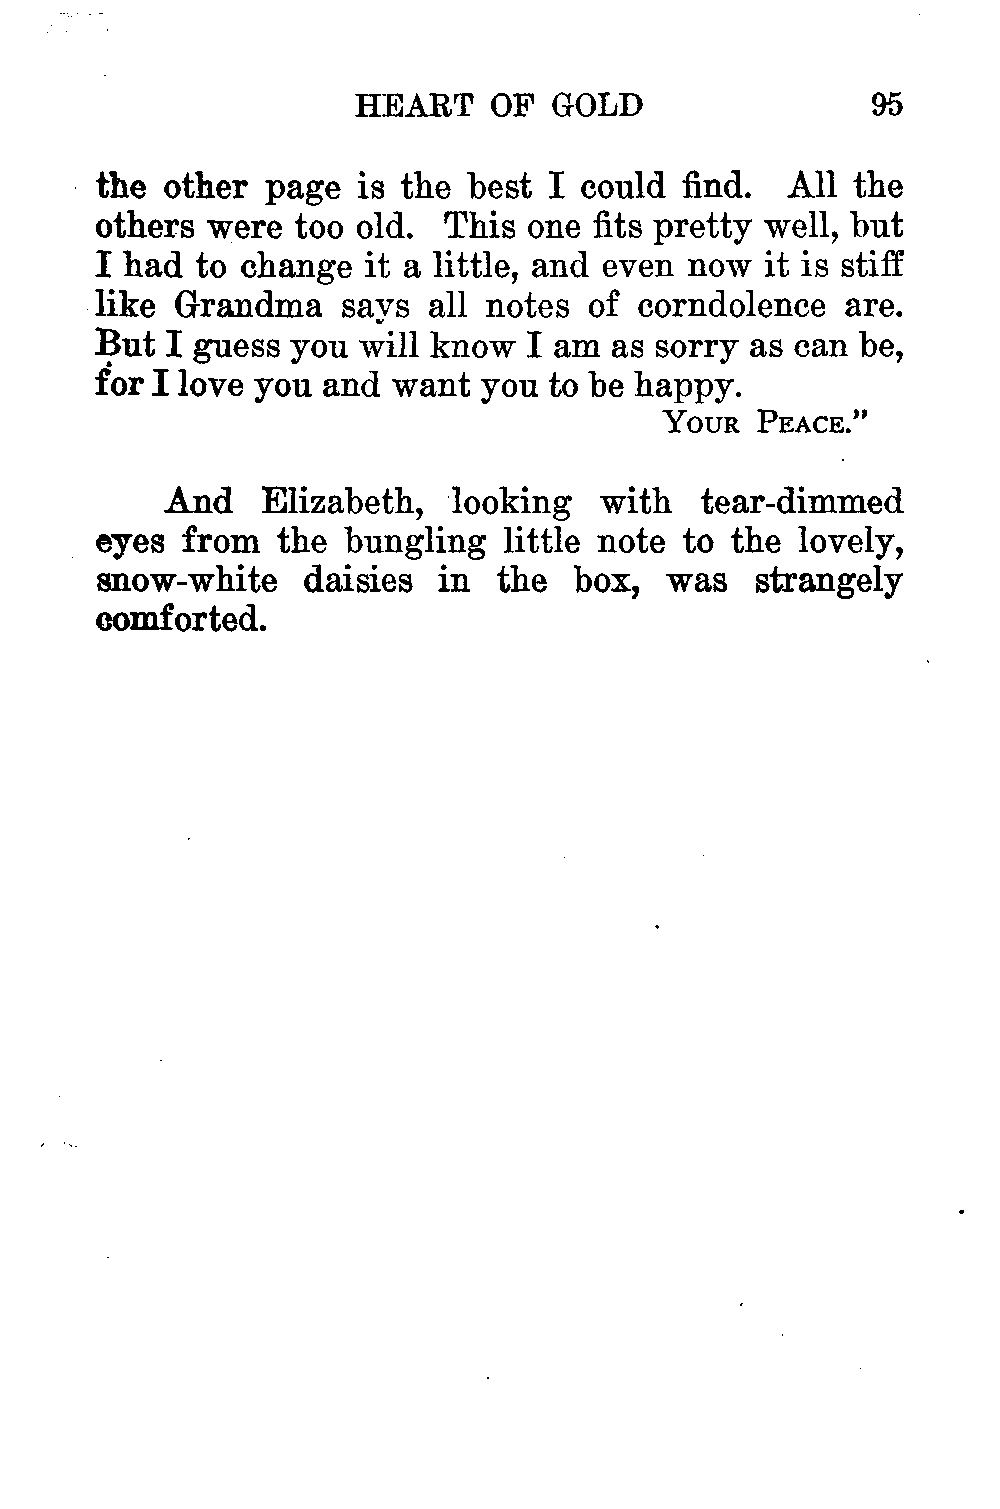 HEART OF GOLD 95
the other page is the best I could find. All the
others were too old. This one fits pretty well, but
I had to change it a little, and even now it is stiff
like Grandma says all notes of corndolence are.
But I guess you will know I am as sorry as can be,
for I love you and want you to be happy.
YOUR PEACE."
And Elizabeth, looking with tear-dimmed
eyes from the bungling little note to the lovely,
snow-white daisies in the box, was strangely
comforted.